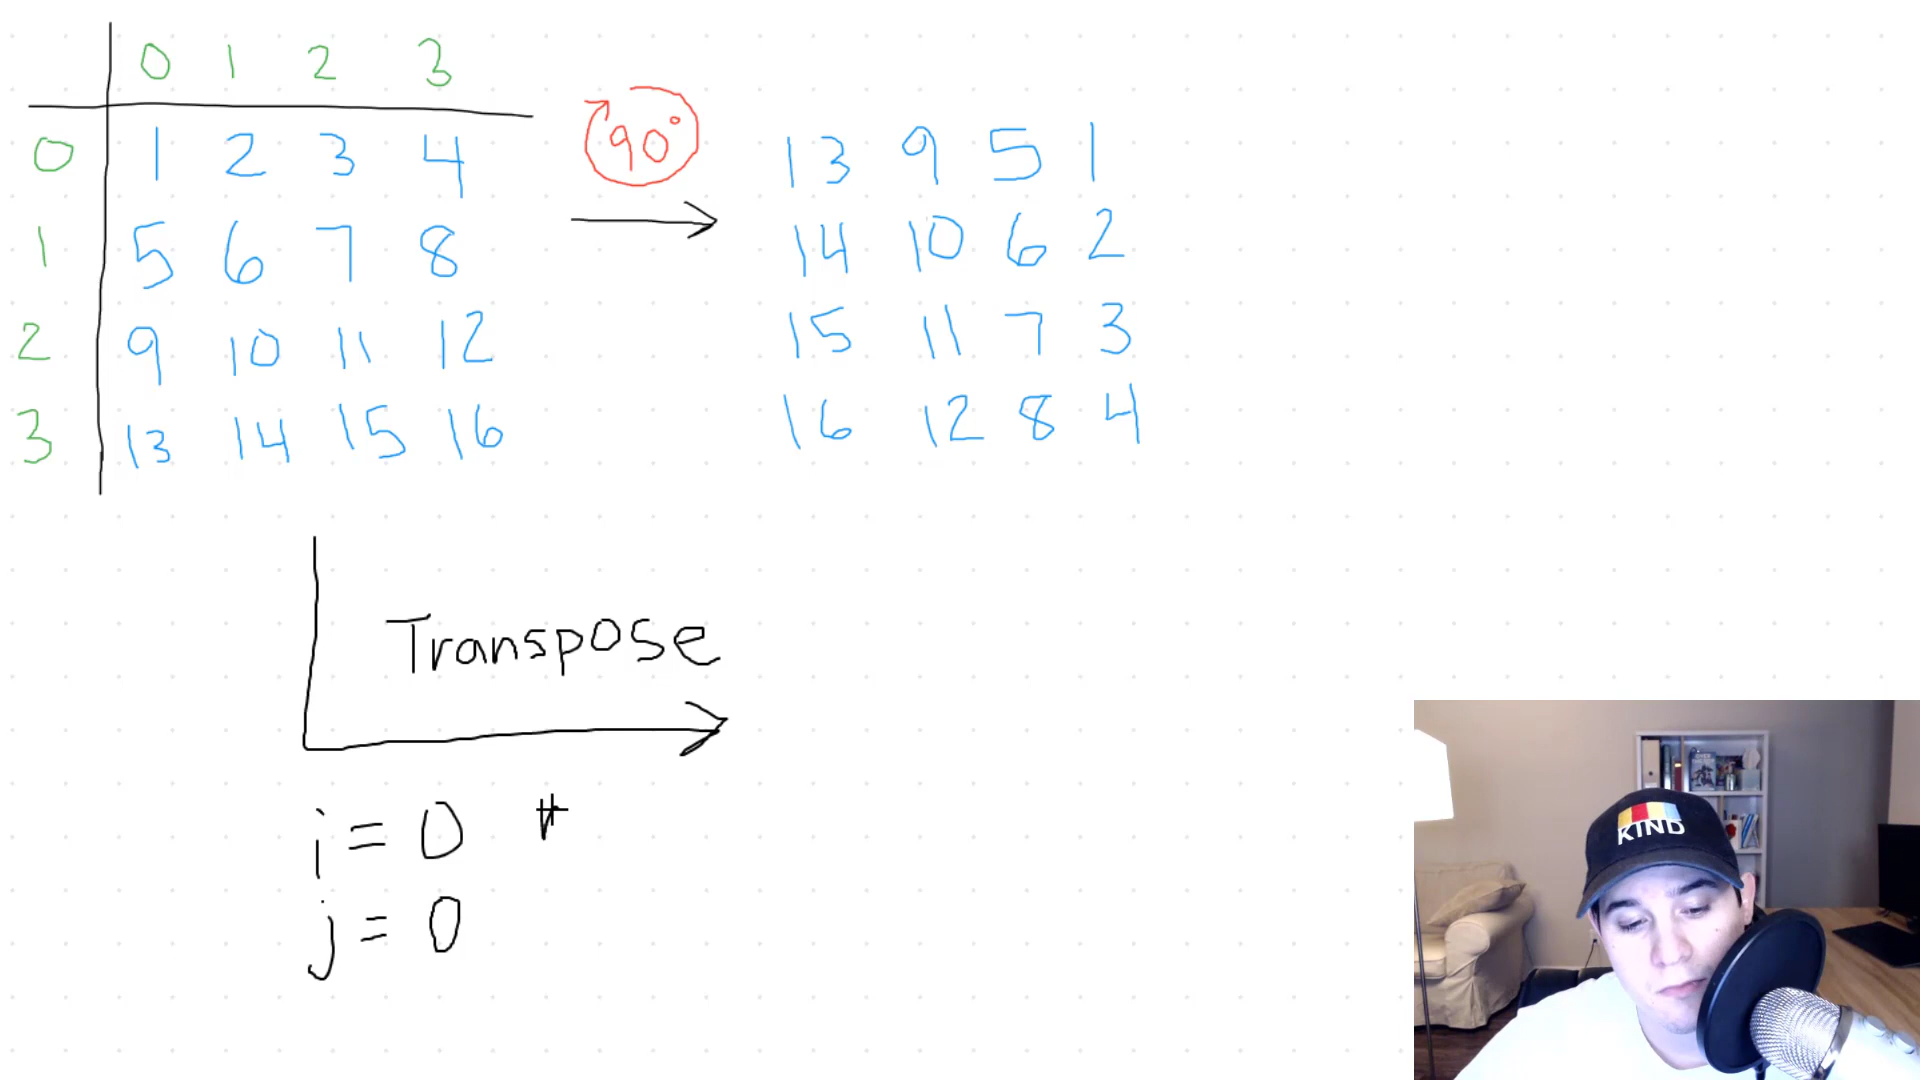 0 1 2 3
0 1 2 3 4
1 5 6 7 8
2 9 10 11 12
3 13 14 15 16
90°
13 9 5 1
14 10 6 2
15 11 7 3
16 12 8 4
Transpose
i = 0
j = 0
KIND